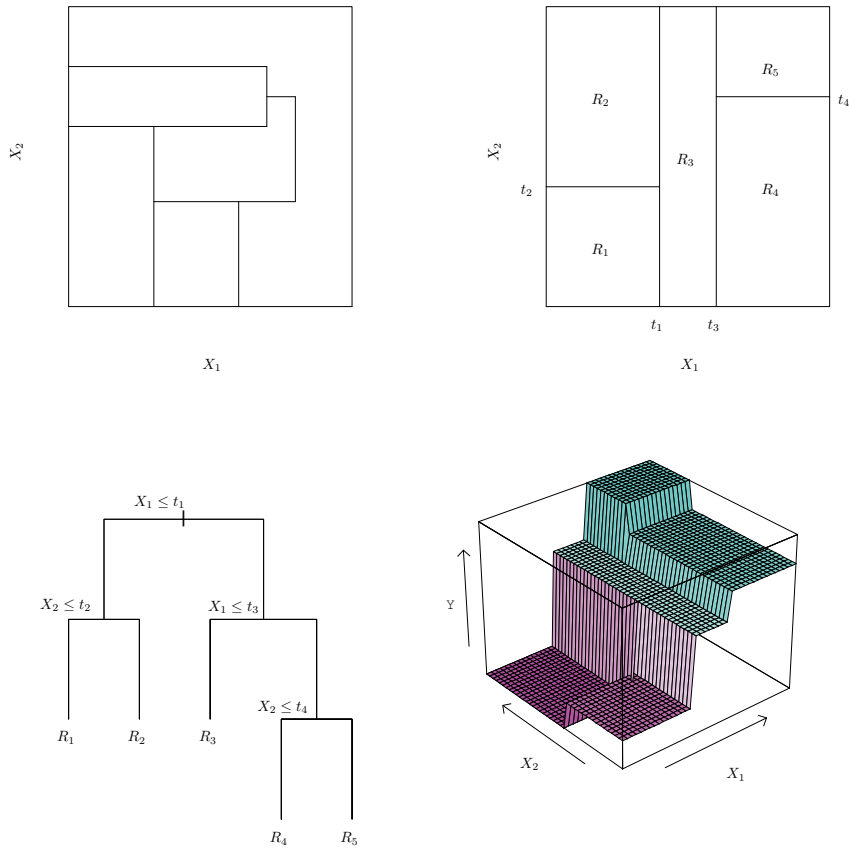 X₂
X₁
R₅
t₄
R₂
X₂
R₃
t₂
R₄
R₁
t₁
t₃
X₁
X₁ ≤ t₁
X₂ ≤ t₂
X₁ ≤ t₃
X₂ ≤ t₄
R₁
R₂
R₃
R₄
R₅
Y
X₂
X₁